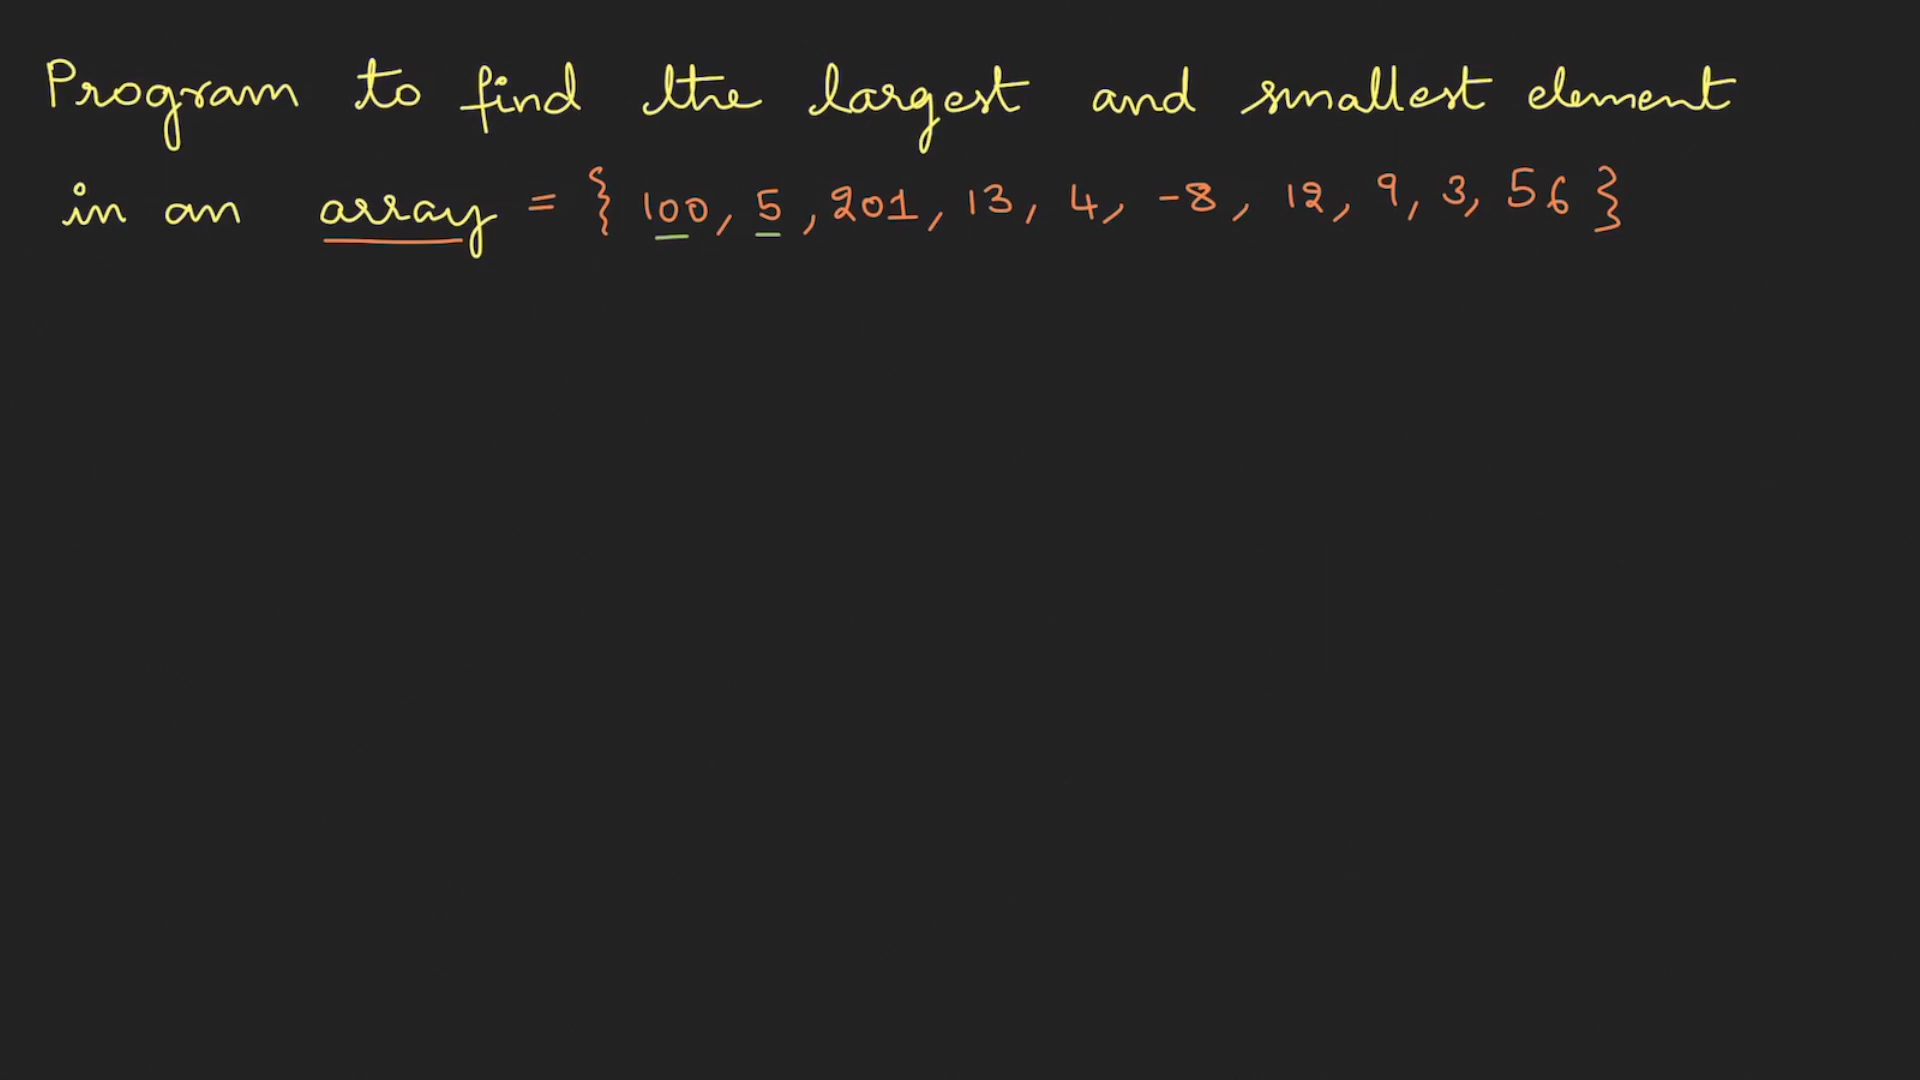 Program to find the largest and smallest element
in an array = { 100, 5, 201, 13, 4, -8, 12, 9, 3, 56 }